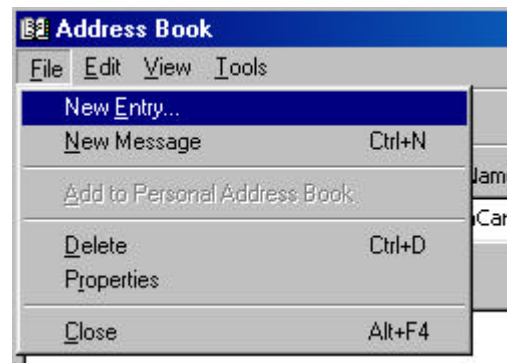 Address Book
File Edit View Tools
New Entry...
New Message Ctrl+N
Add to Personal Address Book
Delete Ctrl+D
Properties
Close Alt+F4